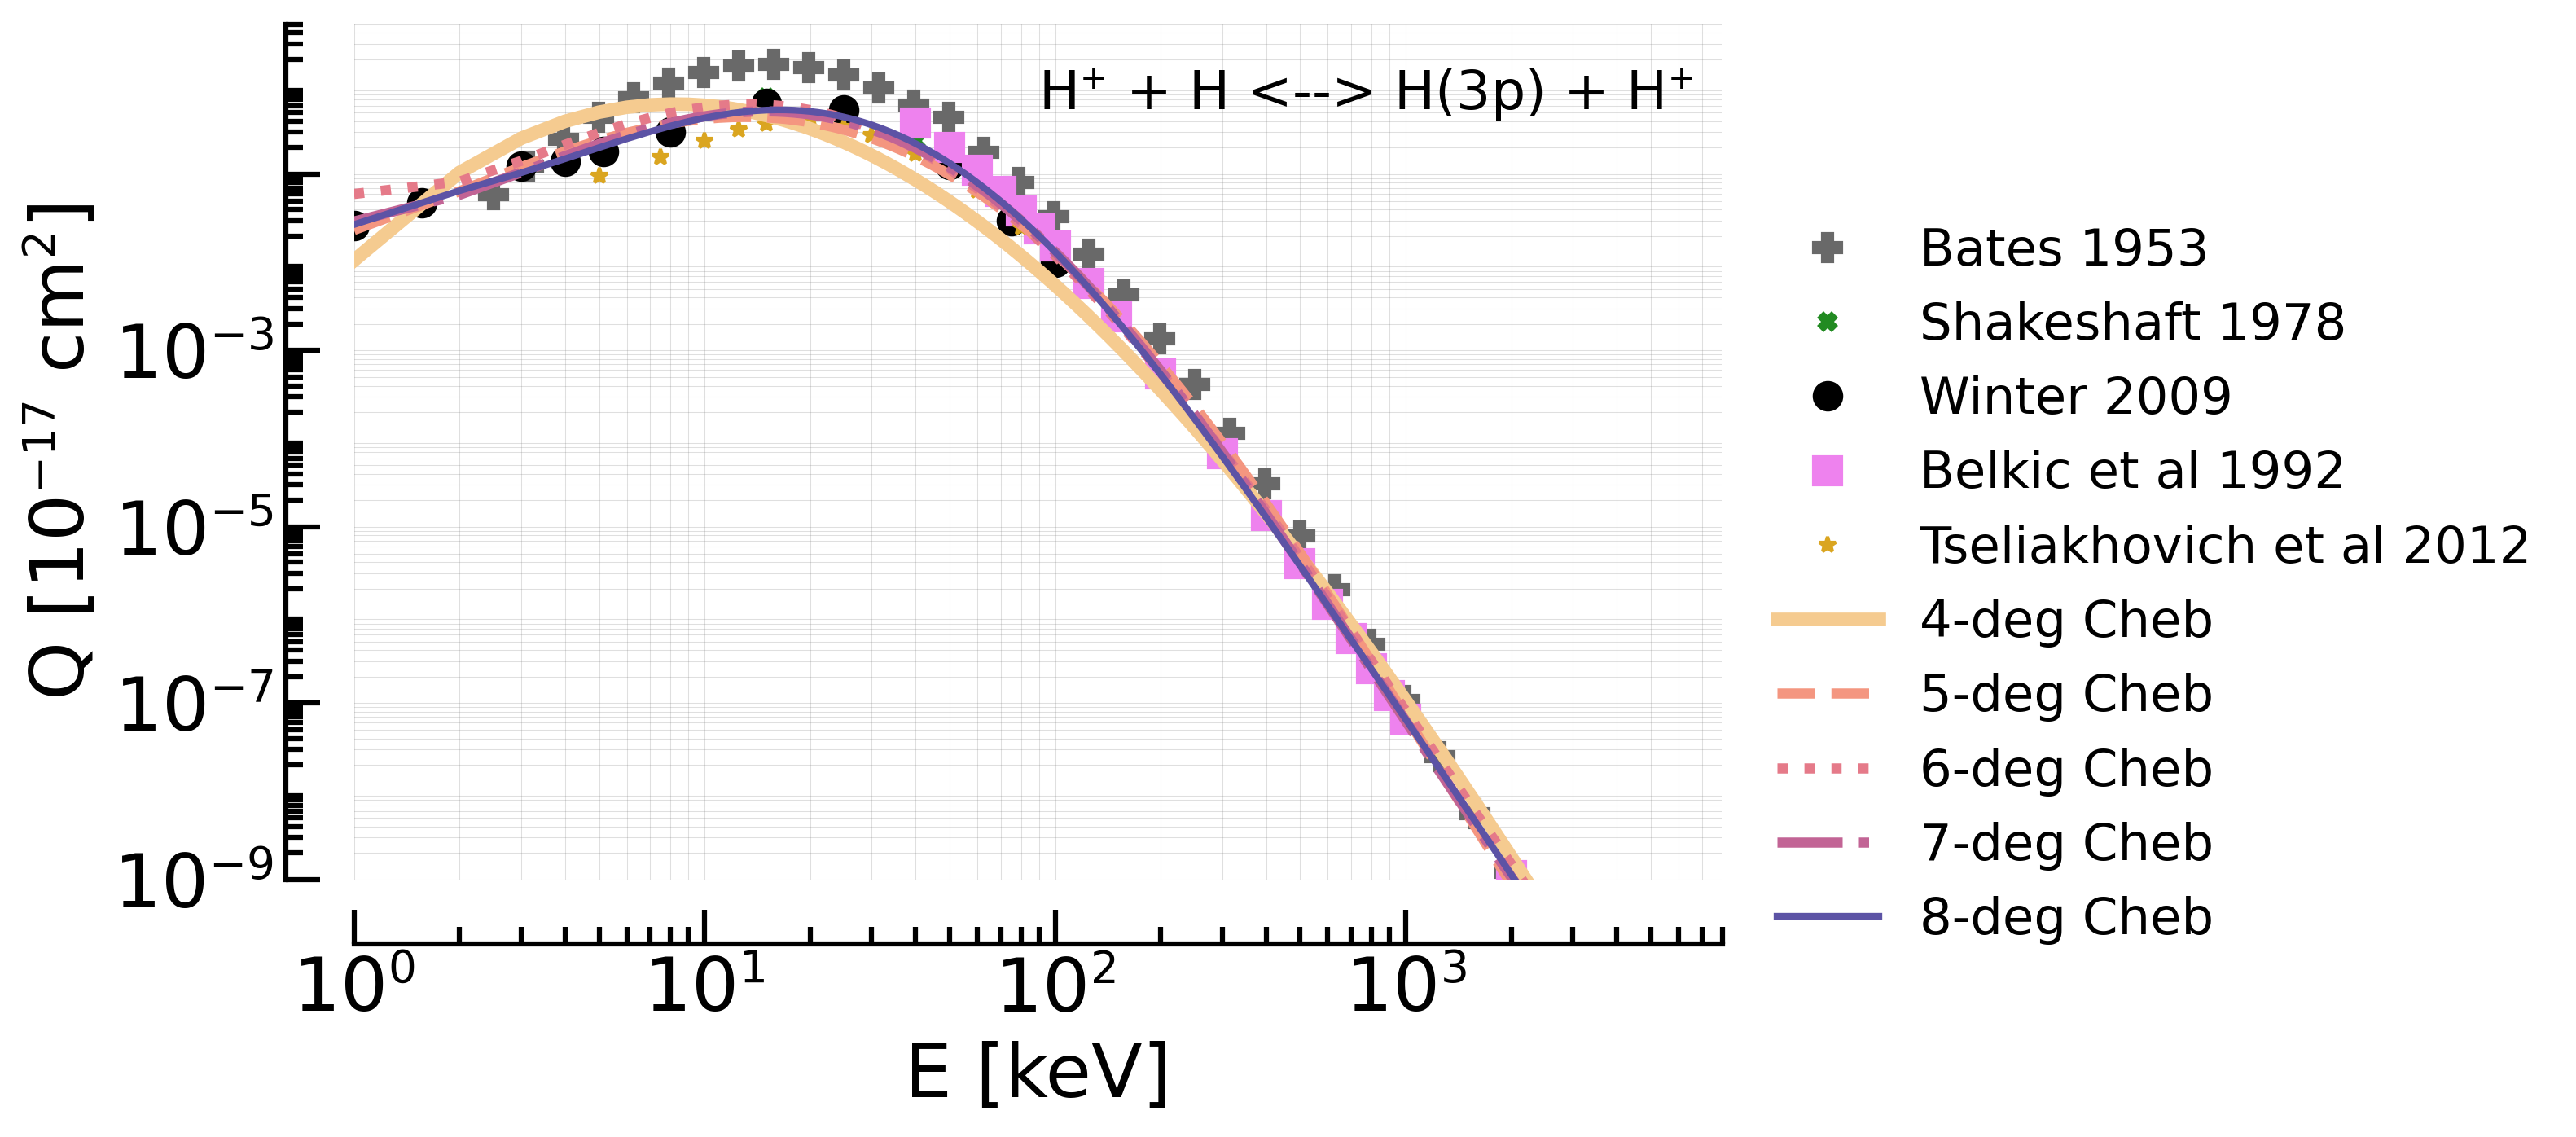 H⁺ + H <--> H(3p) + H⁺
Q [10⁻¹⁷ cm²]
10⁻³
10⁻⁵
10⁻⁷
10⁻⁹
10⁰ 10¹ 10² 10³
E [keV]
Bates 1953
Shakeshaft 1978
Winter 2009
Belkic et al 1992
Tseliakhovich et al 2012
4-deg Cheb
5-deg Cheb
6-deg Cheb
7-deg Cheb
8-deg Cheb